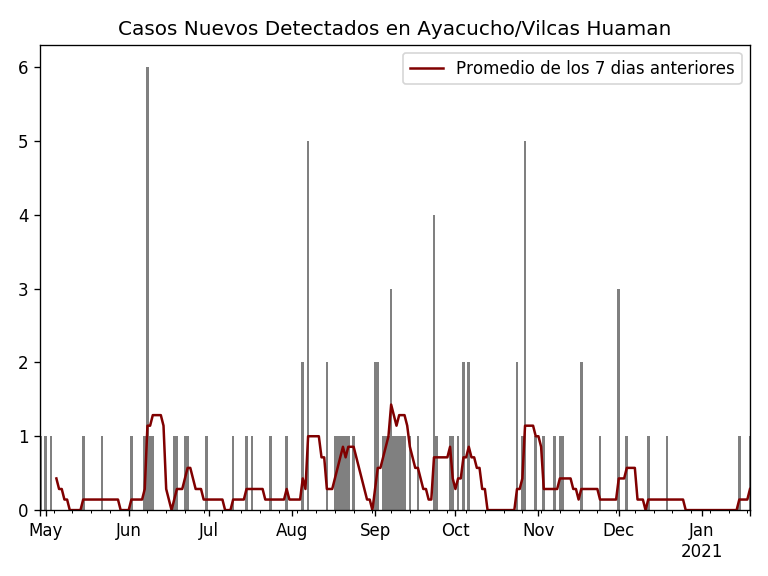 Casos Nuevos Detectados en Ayacucho/Vilcas Huaman
Promedio de los 7 dias anteriores
6
5
4
3
2
1
0
May Jun Jul Aug Sep Oct Nov Dec Jan
2021